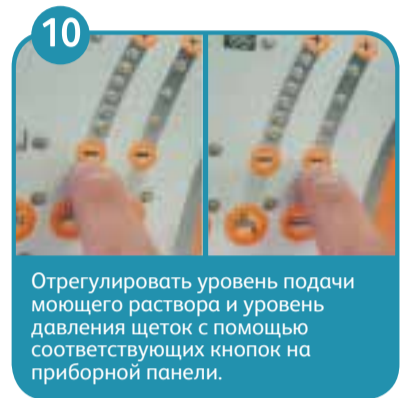 10
Отрегулировать уровень подачи
моющего раствора и уровень
давления щеток с помощью
соответствующих кнопок на
приборной панели.